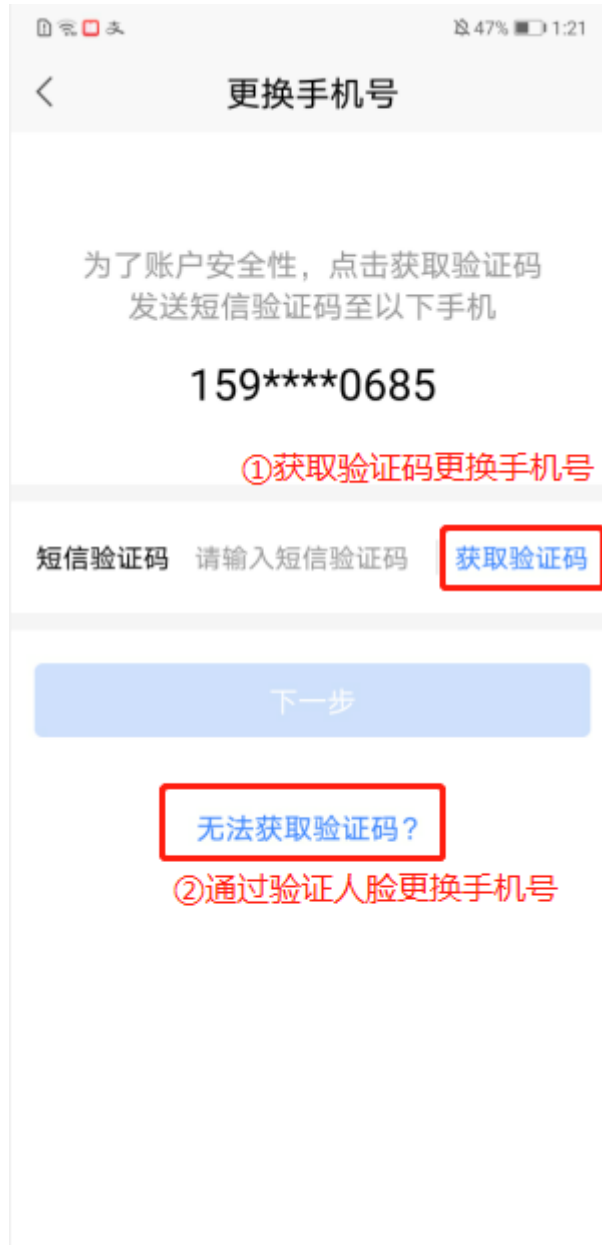 47% 1:21
更换手机号
为了账户安全性，点击获取验证码
发送短信验证码至以下手机
159****0685
①获取验证码更换手机号
短信验证码 请输入短信验证码 获取验证码
下一步
无法获取验证码？
②通过验证人脸更换手机号